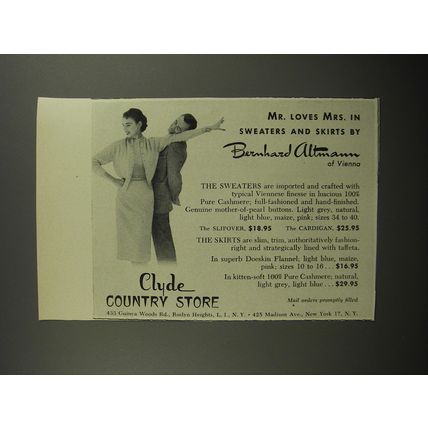 MR. LOVES MRS. IN
SWEATERS AND SKIRTS BY
Bernhard Altmann
of Vienna
THE SWEATERS are imported and crafted with
typical Viennese finesse in luscious 100%
Pure Cashmere; full-fashioned and hand-finished.
Genuine mother-of-pearl buttons. Light grey, natural,
light blue, maize, pink; sizes 34 to 40.
The SLIPOVER, $18.95 The CARDIGAN, $25.95
THE SKIRTS are slim, trim, authoritatively fashion-
right and strategically lined with taffeta.
In superb Doeskin Flannel; light blue, maize,
pink; sizes 10 to 16 ... $16.95
In kitten-soft 100% Pure Cashmere; natural,
light grey, light blue ... $29.95
Clyde
COUNTRY STORE
Mail orders promptly filled
455 Guinea Woods Rd., Roslyn Heights, L. I., N. Y. • 425 Madison Ave., New York 17, N. Y.